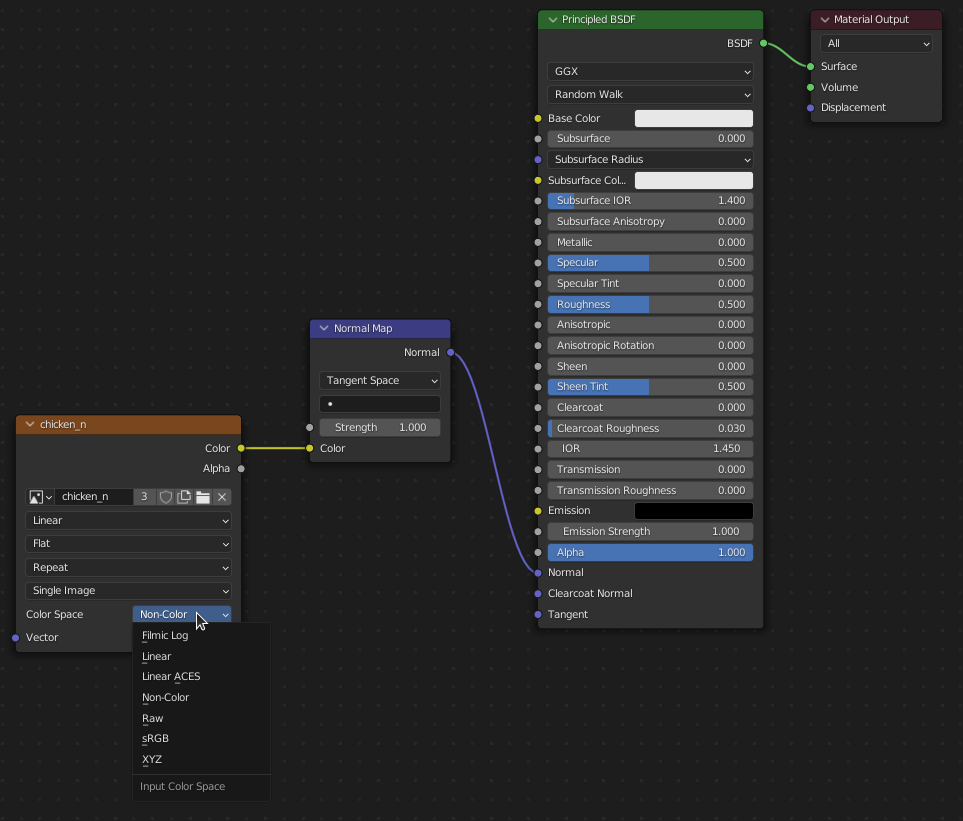 Principled BSDF
BSDF
GGX
Random Walk
Base Color
Subsurface 0.000
Subsurface Radius
Subsurface Col...
Subsurface IOR 1.400
Subsurface Anisotropy 0.000
Metallic 0.000
Specular 0.500
Specular Tint 0.000
Roughness 0.500
Anisotropic 0.000
Anisotropic Rotation 0.000
Sheen 0.000
Sheen Tint 0.500
Clearcoat 0.000
Clearcoat Roughness 0.030
IOR 1.450
Transmission 0.000
Transmission Roughness 0.000
Emission
Emission Strength 1.000
Alpha 1.000
Normal
Clearcoat Normal
Tangent
Material Output
All
Surface
Volume
Displacement
Normal Map
Normal
Tangent Space
Strength 1.000
Color
chicken_n
Color
Alpha
chicken_n 3
Linear
Flat
Repeat
Single Image
Color Space Non-Color
Vector
Filmic Log
Linear
Linear ACES
Non-Color
Raw
sRGB
XYZ
Input Color Space